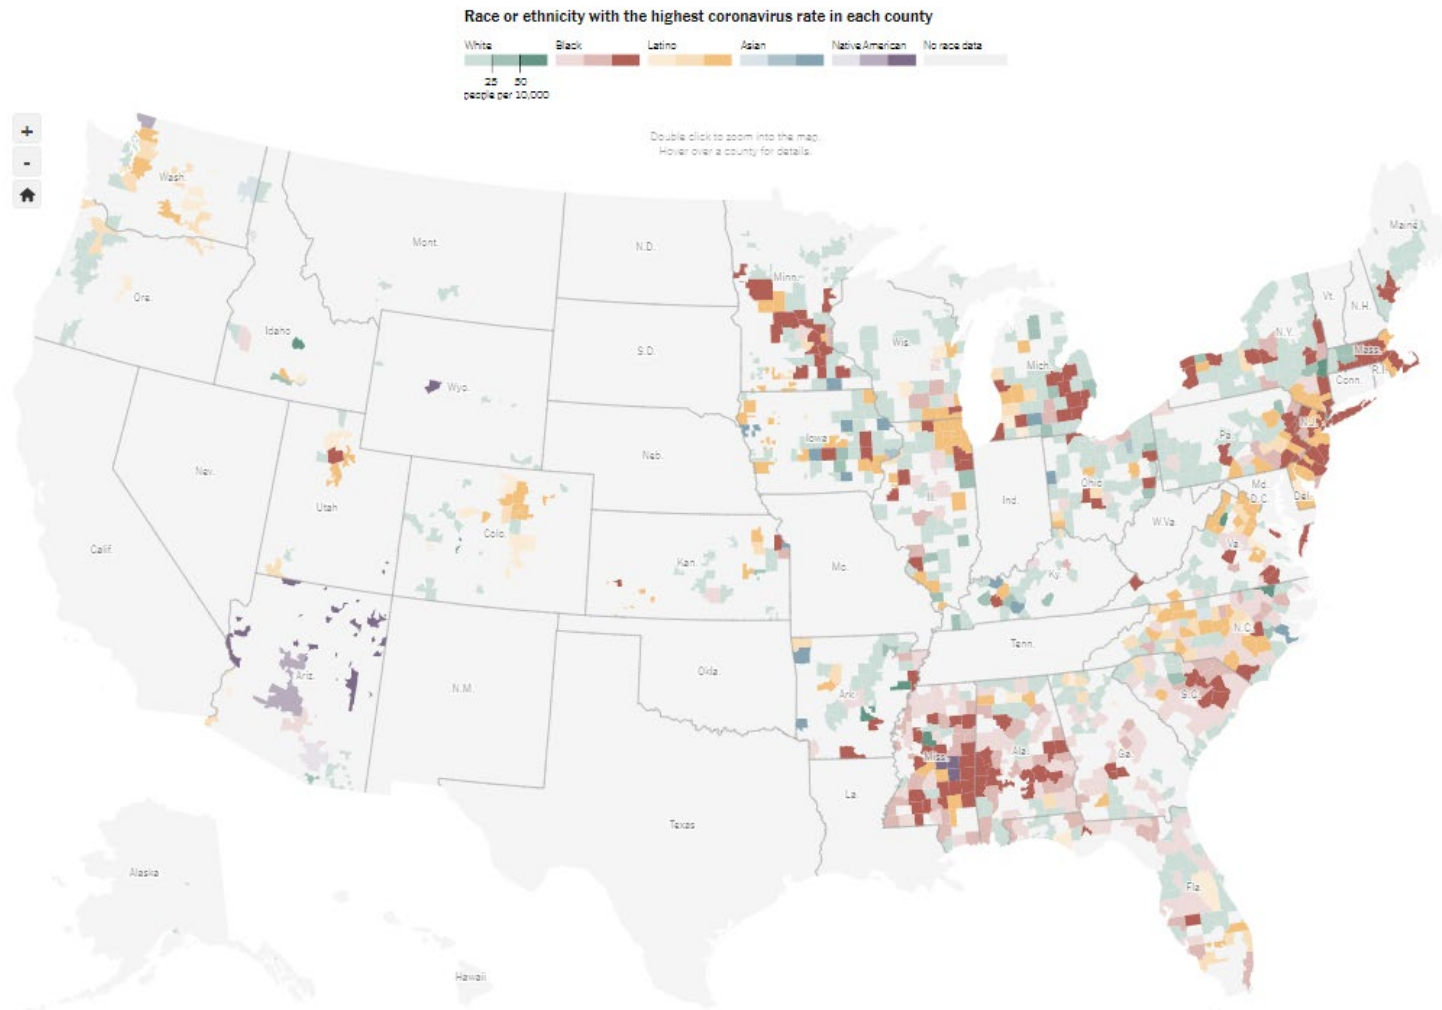 Race or ethnicity with the highest coronavirus rate in each county
White Black Latino Asian Native American No race data
25 50
people per 10,000
Double click to zoom into the map.
Hover over a county for details.
+
-
Wash.
Mont.
N.D.
Minn.
Maine
Ore.
Idaho
S.D.
Wis.
Mich.
N.Y.
Vt.
N.H.
Mass.
Conn.
R.I.
Wyo.
Nev.
Utah
Colo.
Neb.
Iowa
Ill.
Ind.
Ohio
Pa.
N.J.
Md.
D.C.
Del.
Calif.
Kan.
Mo.
Ky.
W.Va.
Va.
Ariz.
N.M.
Okla.
Ark.
Tenn.
N.C.
S.C.
Texas
La.
Miss.
Ala.
Ga.
Fla.
Alaska
Hawaii